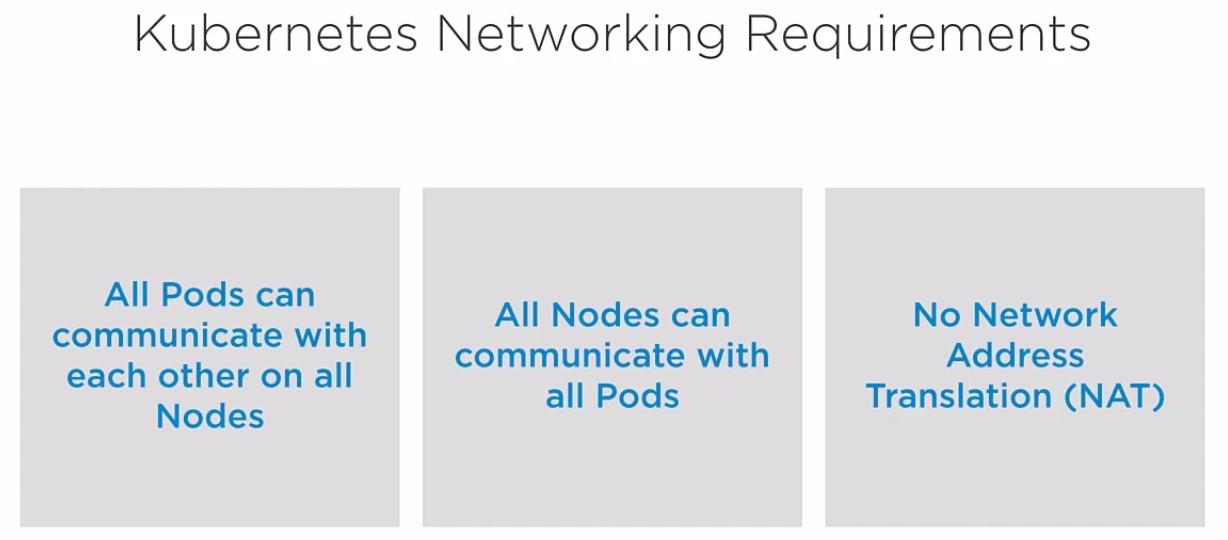 Kubernetes Networking Requirements
All Pods can
communicate with
each other on all
Nodes
All Nodes can
communicate with
all Pods
No Network
Address
Translation (NAT)